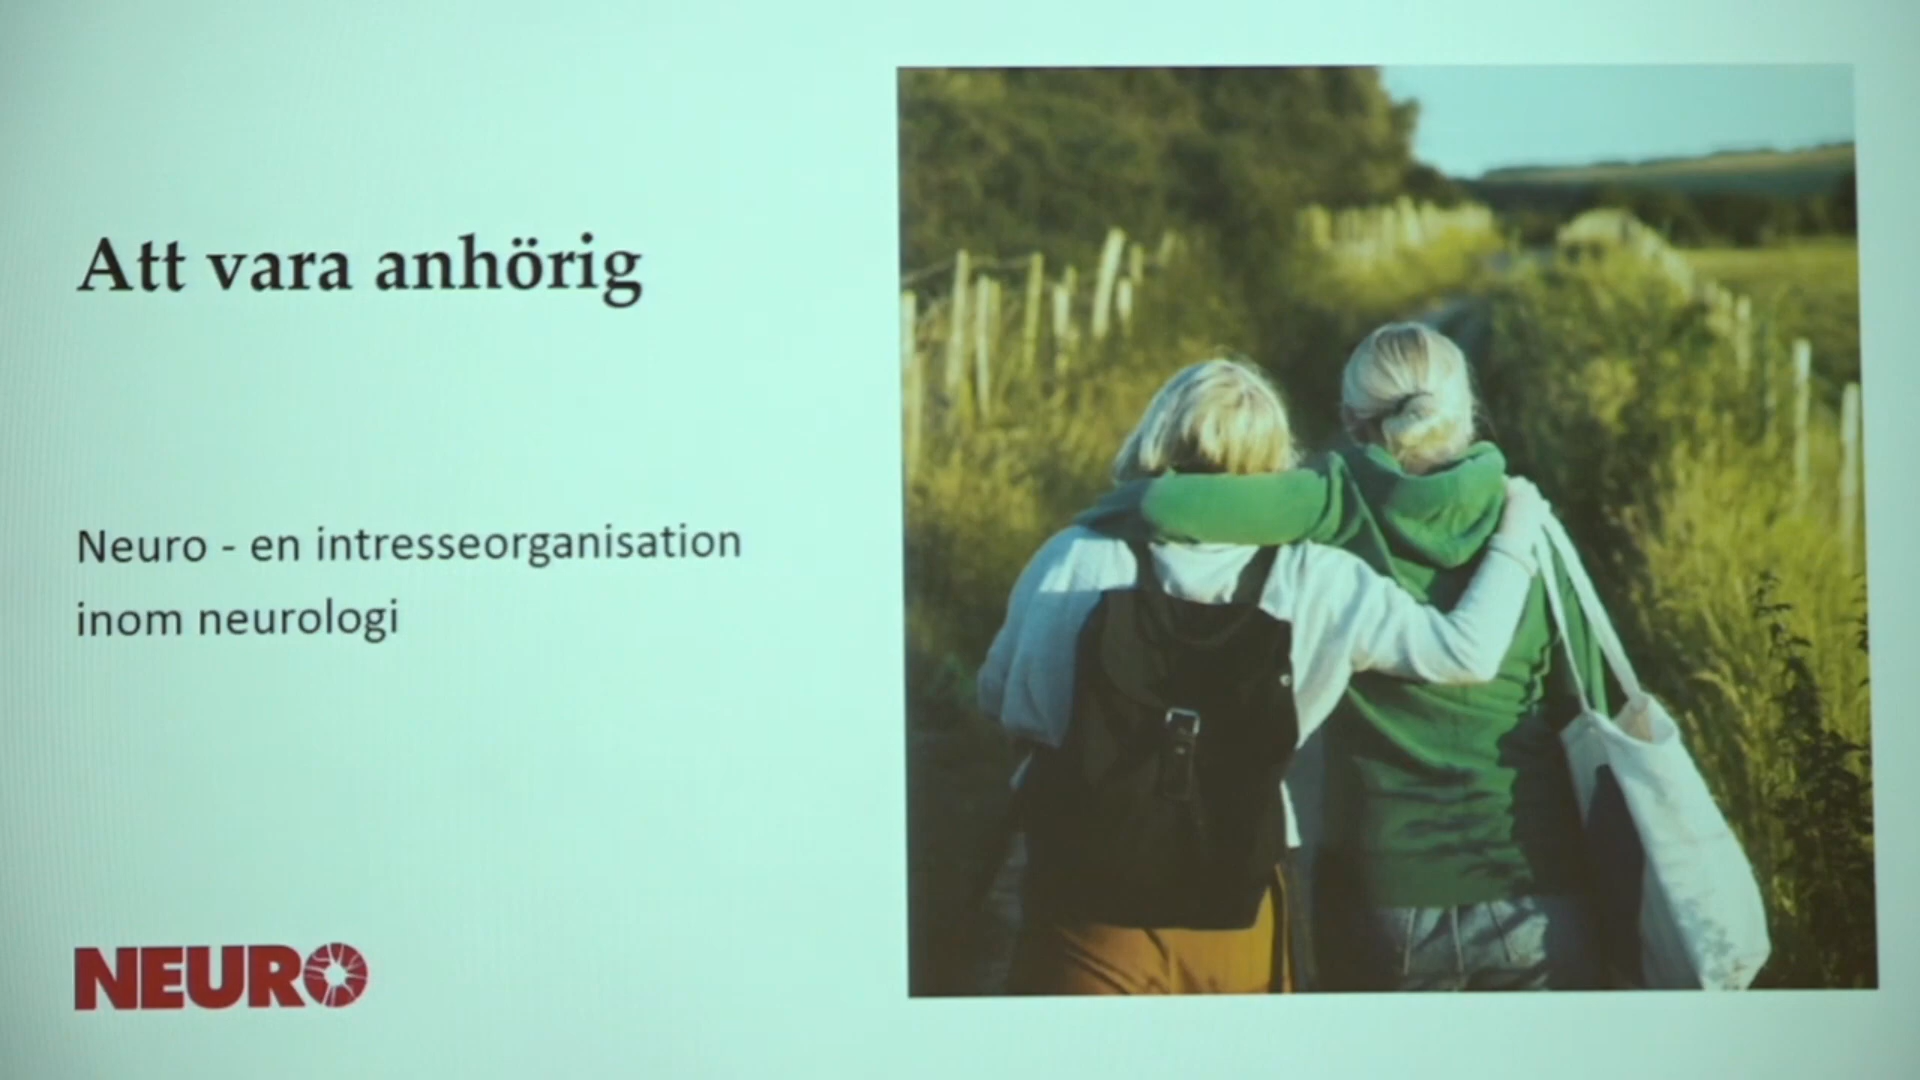 Att vara anhörig
Neuro - en intresseorganisation
inom neurologi
NEURO